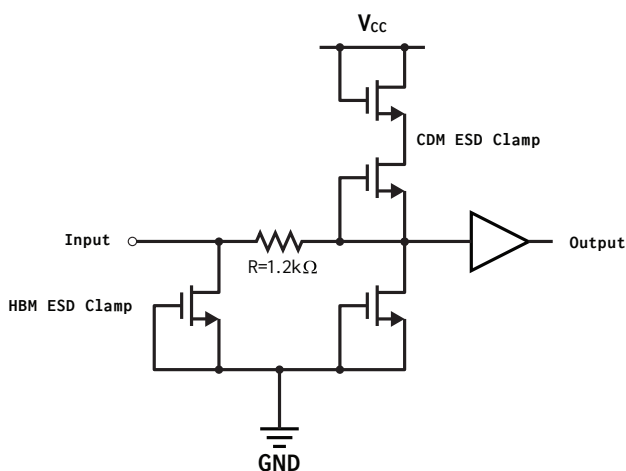 VCC
CDM ESD Clamp
Input
R=1.2kΩ
Output
HBM ESD Clamp
GND